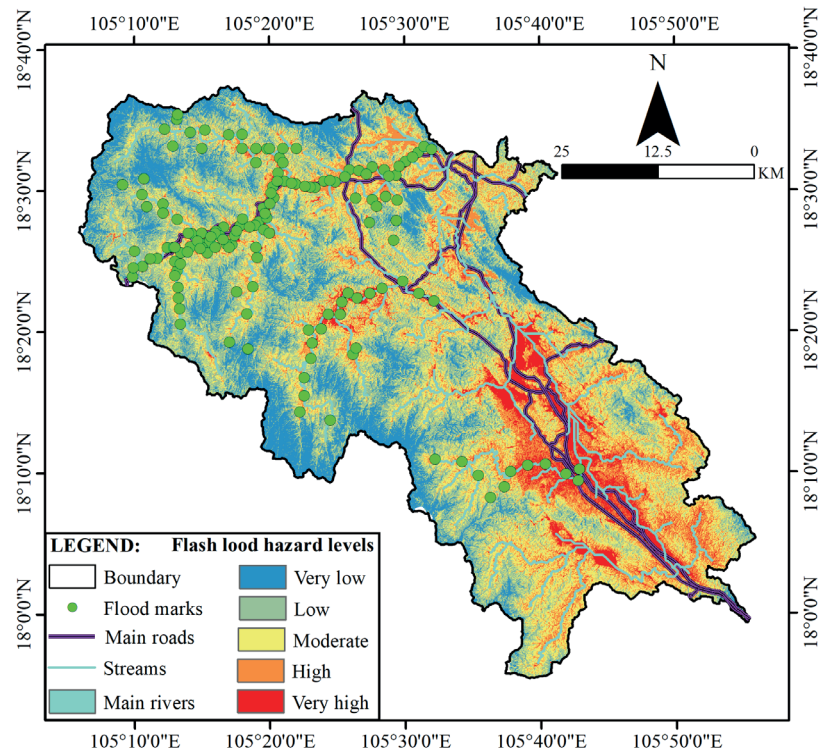 105°10'0"E 105°20'0"E 105°30'0"E 105°40'0"E 105°50'0"E
18°40'0"N 18°40'0"N
N
25 12.5 0
KM
18°30'0"N 18°30'0"N
18°20'0"N 18°20'0"N
18°10'0"N 18°10'0"N
18°0'0"N 18°0'0"N
LEGEND: Flash lood hazard levels
Boundary Very low
Flood marks Low
Main roads Moderate
Streams High
Main rivers Very high
105°10'0"E 105°20'0"E 105°30'0"E 105°40'0"E 105°50'0"E